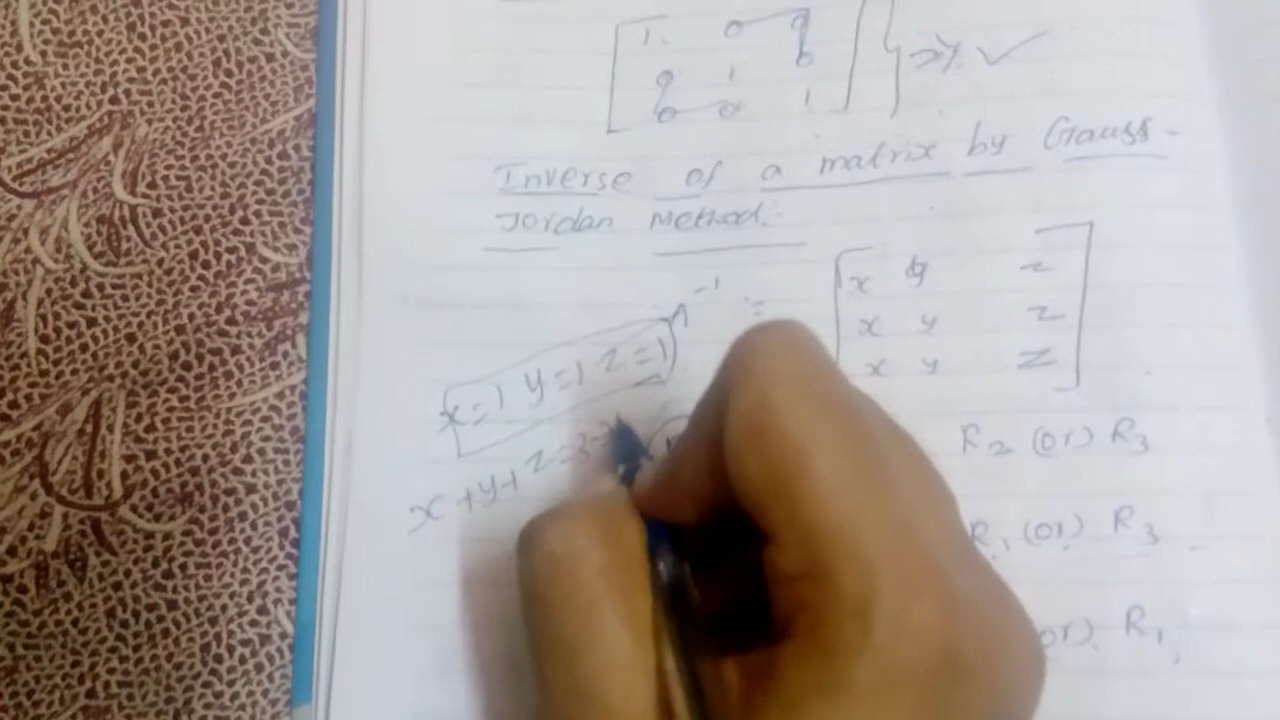 1 0 0
0 1 0
0 0 1
Inverse of a matrix by Gauss-
Jordan Method.
-1 =
x y z
x y z
x y z
x=1 y=1 z=1
x+y+z=3
R2 (or) R3
R1 (or) R3
(or) R1